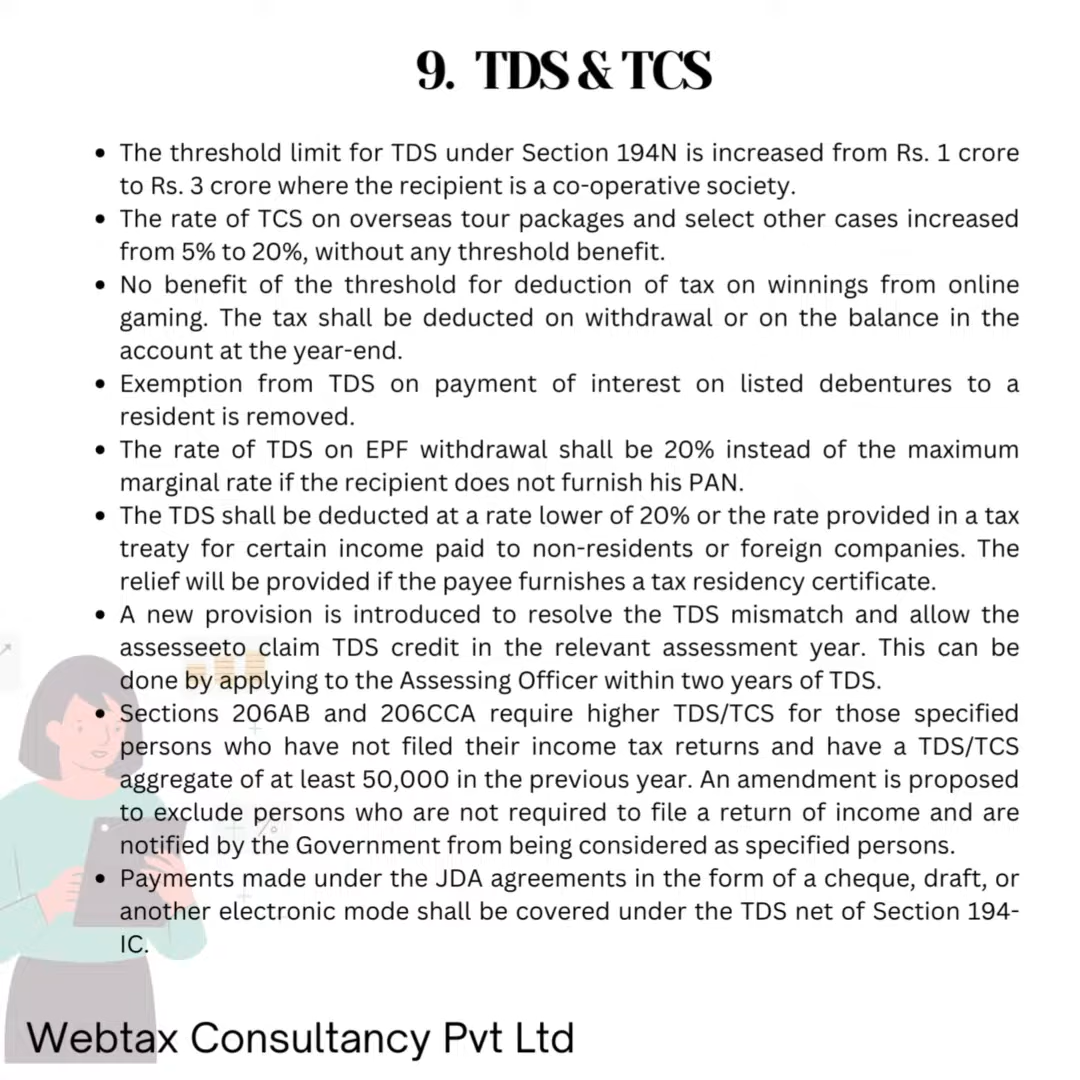 9. TDS & TCS
• The threshold limit for TDS under Section 194N is increased from Rs. 1 crore
to Rs. 3 crore where the recipient is a co-operative society.
• The rate of TCS on overseas tour packages and select other cases increased
from 5% to 20%, without any threshold benefit.
• No benefit of the threshold for deduction of tax on winnings from online
gaming. The tax shall be deducted on withdrawal or on the balance in the
account at the year-end.
• Exemption from TDS on payment of interest on listed debentures to a
resident is removed.
• The rate of TDS on EPF withdrawal shall be 20% instead of the maximum
marginal rate if the recipient does not furnish his PAN.
• The TDS shall be deducted at a rate lower of 20% or the rate provided in a tax
treaty for certain income paid to non-residents or foreign companies. The
relief will be provided if the payee furnishes a tax residency certificate.
• A new provision is introduced to resolve the TDS mismatch and allow the
assesseeto claim TDS credit in the relevant assessment year. This can be
done by applying to the Assessing Officer within two years of TDS.
• Sections 206AB and 206CCA require higher TDS/TCS for those specified
persons who have not filed their income tax returns and have a TDS/TCS
aggregate of at least 50,000 in the previous year. An amendment is proposed
to exclude persons who are not required to file a return of income and are
notified by the Government from being considered as specified persons.
• Payments made under the JDA agreements in the form of a cheque, draft, or
another electronic mode shall be covered under the TDS net of Section 194-
IC.
Webtax Consultancy Pvt Ltd